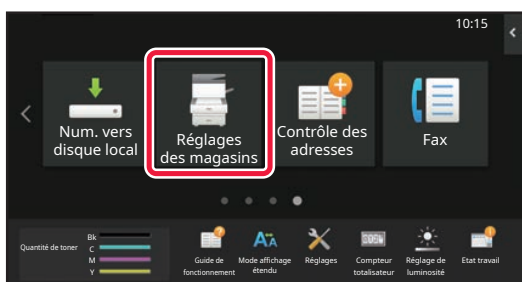 10:15
Num. vers
disque local
Réglages
des magasins
Contrôle des
adresses
Fax
Quantité de toner
Bk
C
M
Y
Guide de
fonctionnement
Mode affichage
étendu
Réglages
Compteur
totalisateur
Réglage de
luminosité
Etat travail